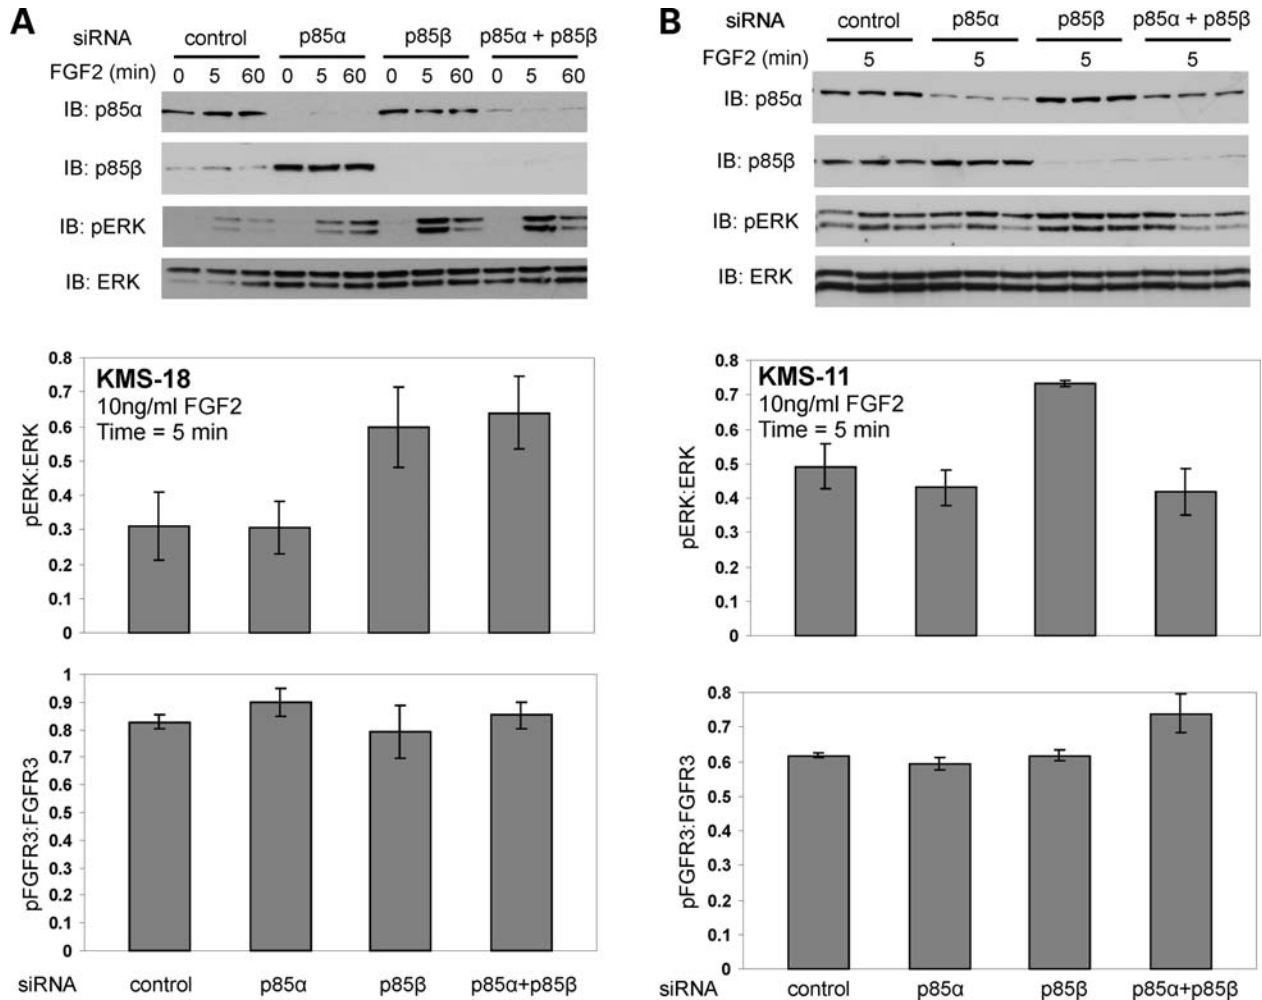 A
siRNA control p85α p85β p85α + p85β
FGF2 (min) 0 5 60 0 5 60 0 5 60 0 5 60
IB: p85α
IB: p85β
IB: pERK
IB: ERK
0.8
0.7
0.6
0.5
0.4
0.3
0.2
0.1
0
pERK:ERK
KMS-18
10ng/ml FGF2
Time = 5 min
1
0.9
0.8
0.7
0.6
0.5
0.4
0.3
0.2
0.1
0
pFGFR3:FGFR3
siRNA control p85α p85β p85α+p85β
B
siRNA control p85α p85β p85α + p85β
FGF2 (min) 5 5 5 5
IB: p85α
IB: p85β
IB: pERK
IB: ERK
0.8
0.7
0.6
0.5
0.4
0.3
0.2
0.1
0
pERK:ERK
KMS-11
10ng/ml FGF2
Time = 5 min
0.8
0.7
0.6
0.5
0.4
0.3
0.2
0.1
0
pFGFR3:FGFR3
siRNA control p85α p85β p85α+p85β